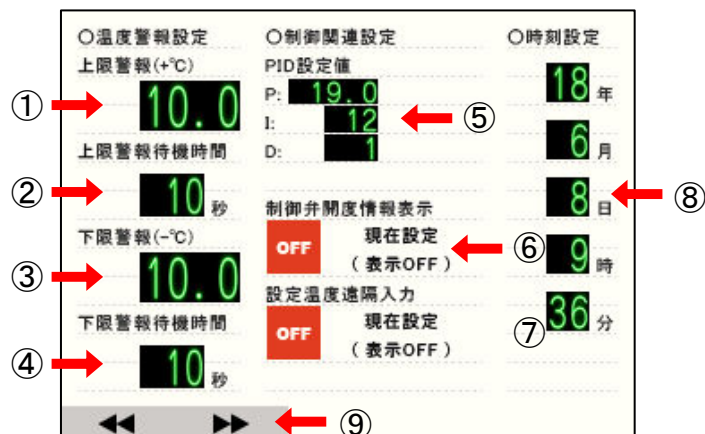 ○温度警報設定
上限警報(+℃)
① 10.0
上限警報待機時間
② 10 秒
下限警報(-℃)
③ 10.0
下限警報待機時間
④ 10 秒
○制御関連設定
PID設定値
P: 19.0
I: 12 ⑤
D: 1
制御弁開度情報表示
OFF 現在設定 ⑥
(表示OFF)
設定温度遠隔入力
OFF 現在設定 ⑦
(表示OFF)
○時刻設定
18 年
6 月
8 日 ⑧
9 時
36 分
◀◀ ▶▶ ⑨